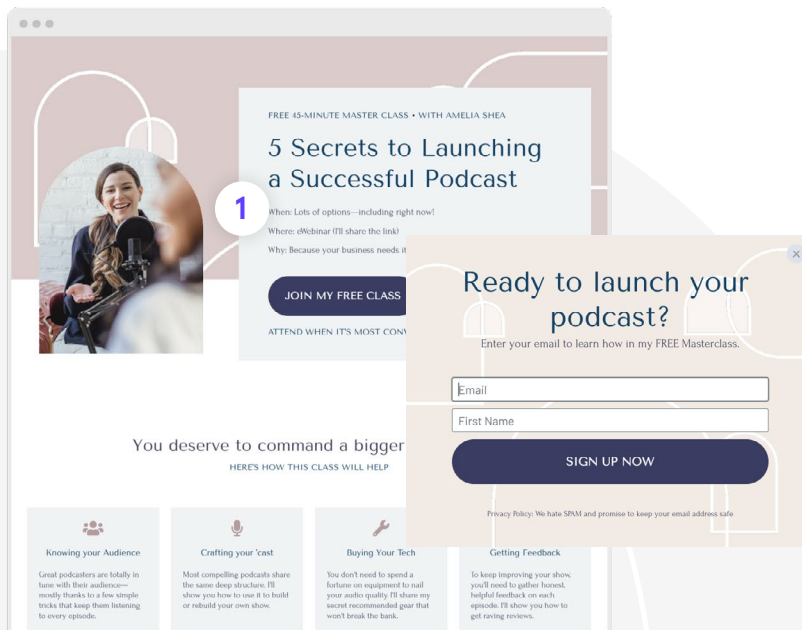 FREE 45-MINUTE MASTER CLASS • WITH AMELIA SHEA
5 Secrets to Launching
a Successful Podcast
1
When: Lots of options—including right now!
Where: eWebinar (I'll share the link)
Why: Because your business needs it
JOIN MY FREE CLASS
ATTEND WHEN IT'S MOST
Ready to launch your
podcast?
Enter your email to learn how in my FREE Masterclass.
Email
First Name
SIGN UP NOW
Privacy Policy: We hate SPAM and promise to keep your email address safe
You deserve to command a bigger
HERE'S HOW THIS CLASS WILL HELP
Knowing your Audience
Great podcasters are totally in
tune with their audience—
mostly thanks to a few simple
tricks that keep them listening
to every episode.
Crafting your 'cast
Most compelling podcasts share
the same deep structure. I'll
show you how to use it to build
or rebuild your own show.
Buying Your Tech
You don't need to spend a
fortune on equipment to nail
your audio quality. I'll share my
secret recommended gear that
won't break the bank.
Getting Feedback
To keep improving your show,
you'll need to gather honest,
helpful feedback on each
episode. I'll show you how to
get raving reviews.